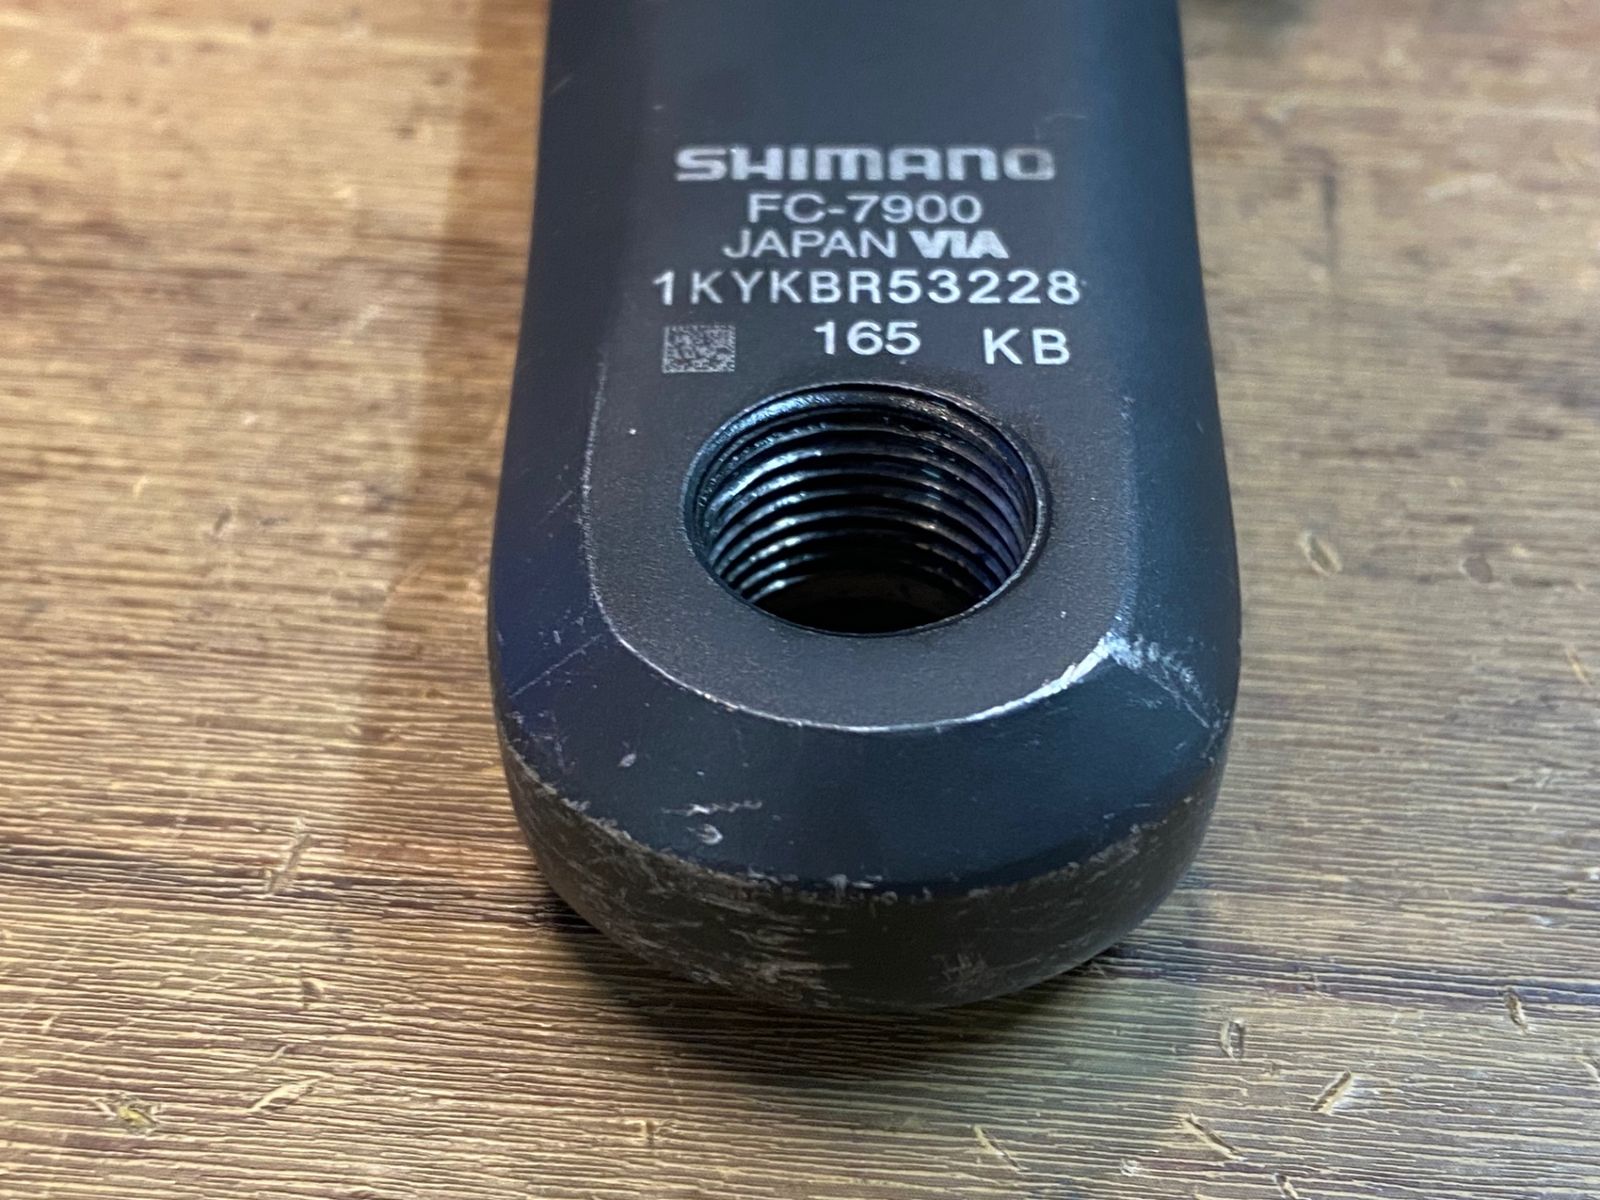 SHIMANO
FC-7900
JAPAN VIA
1KYKBR53228
165 KB